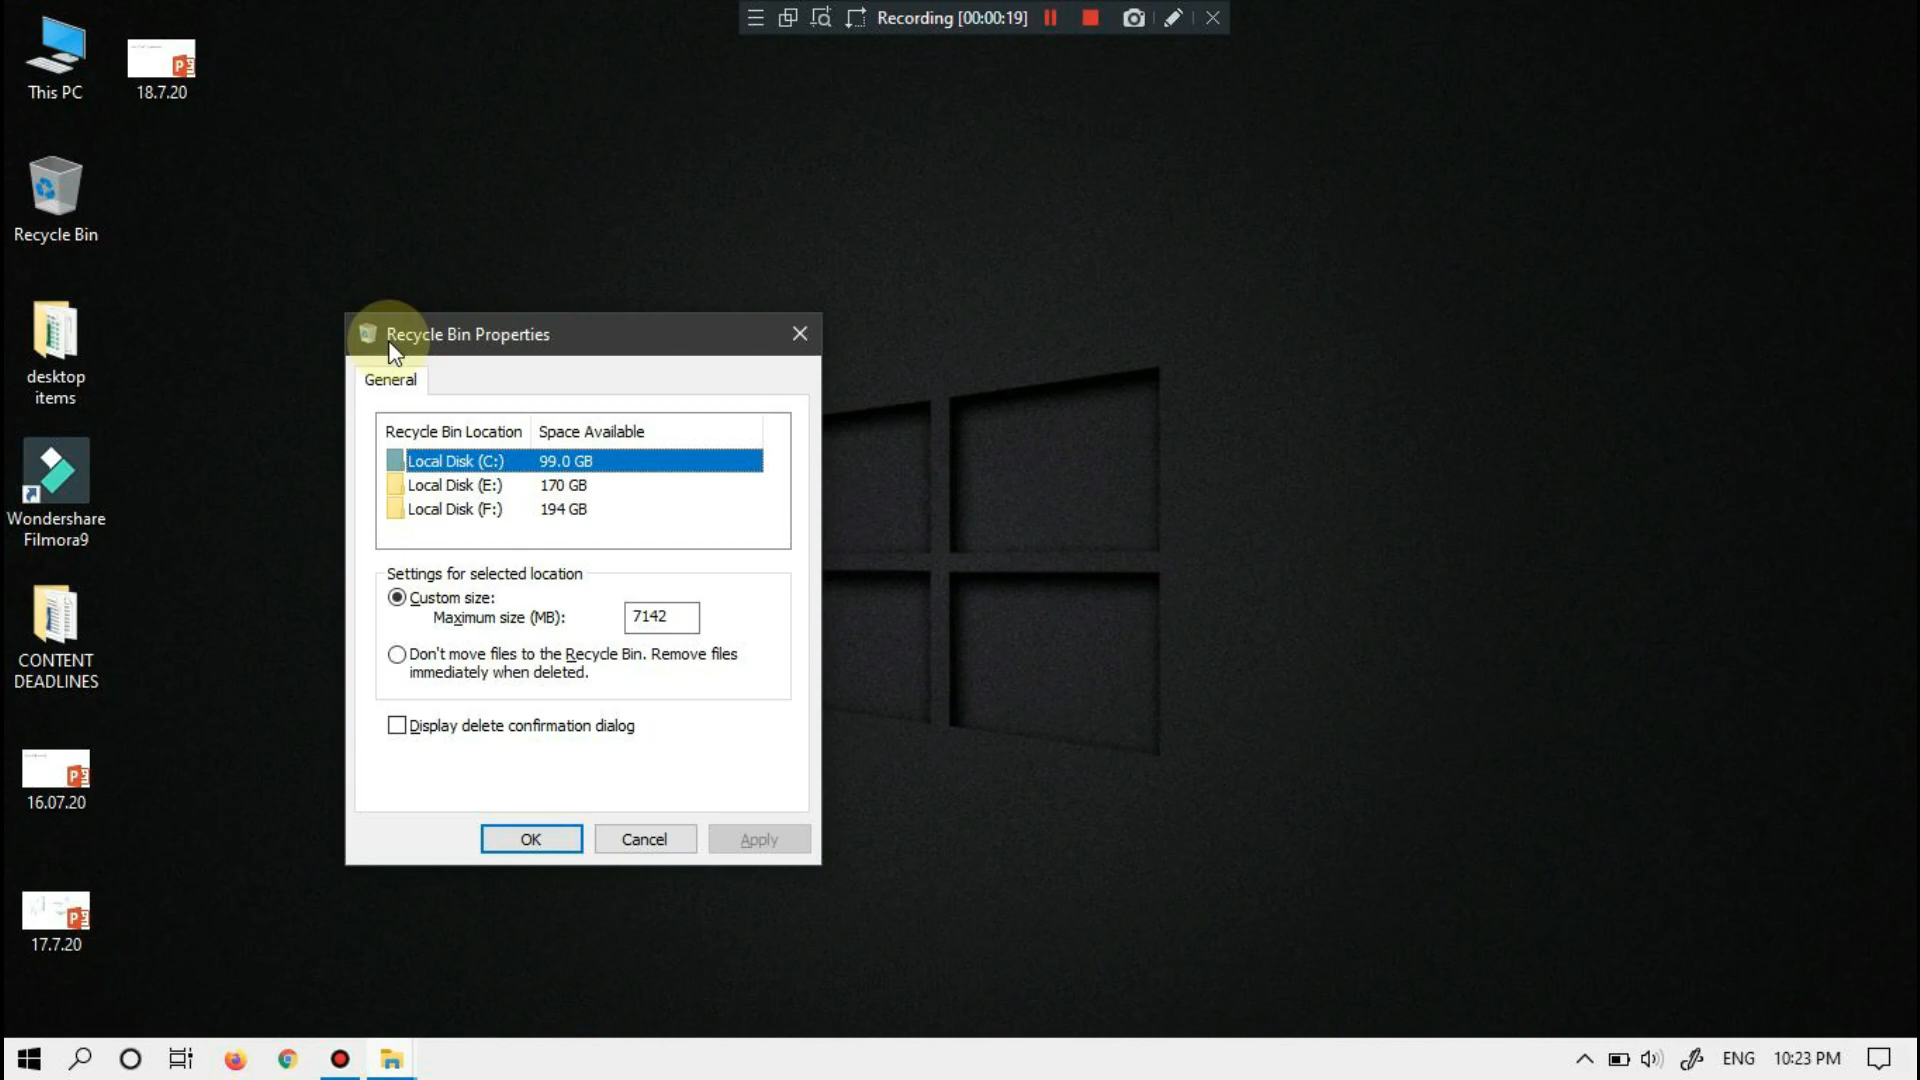 Recording [00:00:19]
This PC
18.7.20
Recycle Bin
desktop
items
Wondershare
Filmora9
CONTENT
DEADLINES
16.07.20
17.7.20
Recycle Bin Properties
General
Recycle Bin Location Space Available
Local Disk (C:) 99.0 GB
Local Disk (E:) 170 GB
Local Disk (F:) 194 GB
Settings for selected location
Custom size:
Maximum size (MB): 7142
Don't move files to the Recycle Bin. Remove files
immediately when deleted.
Display delete confirmation dialog
OK Cancel Apply
ENG 10:23 PM